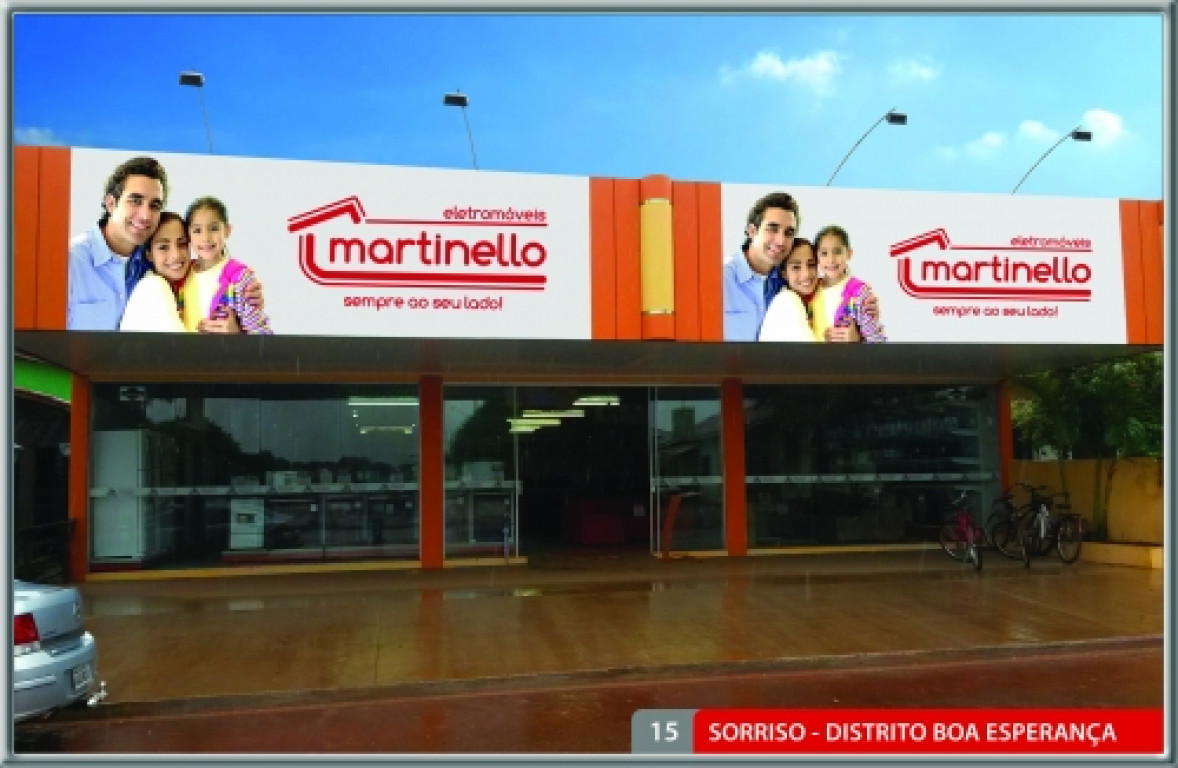 eletromóveis
martinello
sempre ao seu lado!
eletromóveis
martinello
sempre ao seu lado!
15 SORRISO - DISTRITO BOA ESPERANÇA